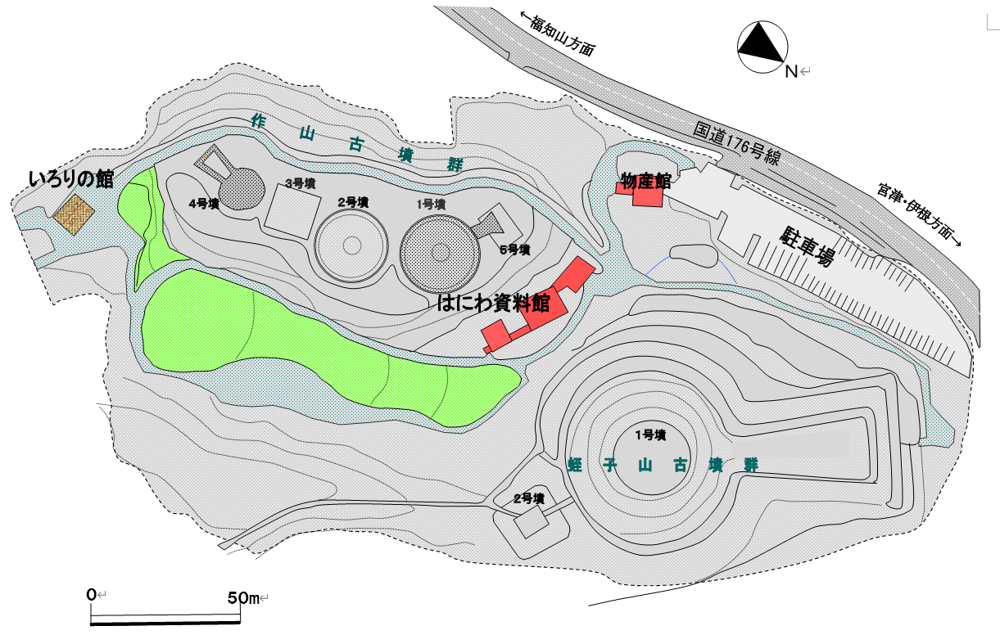 ←福知山方面
N
国道176号線
宮津・伊根方面→
作山古墳群
いろりの館
物産館
駐車場
3号墳
4号墳
2号墳
1号墳
5号墳
はにわ資料館
1号墳
蛭子山古墳群
2号墳
0
50m